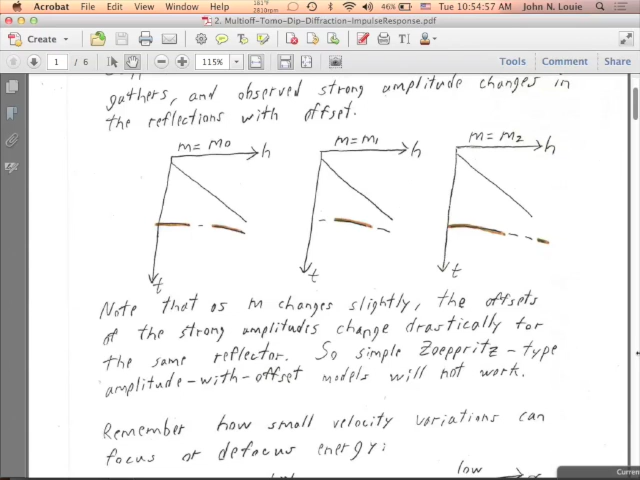 Acrobat File Edit View Window Help
161°F
2810rpm
46%
Tue 10:54:57 AM John N. Louie
2. Multioff-Tomo-Dip-Diffraction-ImpulseResponse.pdf
Create
1 / 6
115%
Tools
Comment
Share
gathers, and observed strong amplitude changes in
the reflections with offset.
m=m0
h
t
m=m1
h
t
m=m2
h
t
Note that as m changes slightly, the offsets
of the strong amplitudes change drastically for
the same reflector. So simple Zoeppritz-type
amplitude-with-offset models will not work.
Remember how small velocity variations can
focus or defocus energy:
low
Curren